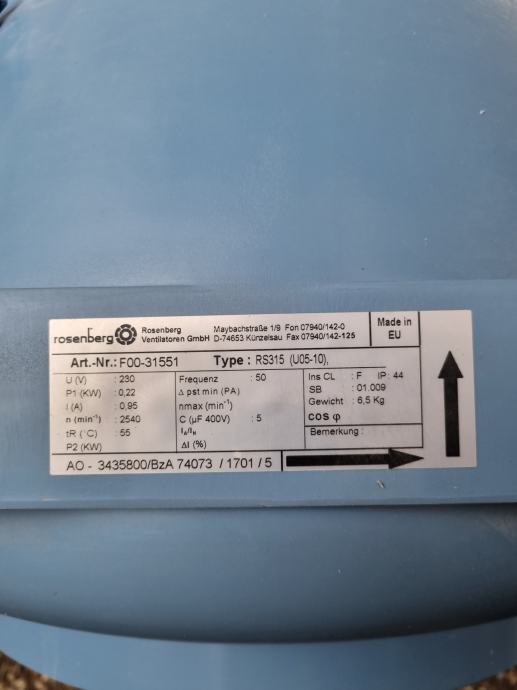 rosenberg Rosenberg Ventilatoren GmbH Maybachstraße 1/9 Fon 07940/142-0 D-74653 Künzelsau Fax 07940/142-125 Made in EU
Art.-Nr.: F00-31551 Type : RS315 (U05-10),
U (V) : 230 Frequenz : 50 Ins CL : F IP : 44
P1 (KW) : 0,22 Δ pst min (PA) SB : 01.009
I (A) : 0,95 nmax (min⁻¹) Gewicht : 6,5 Kg
n (min⁻¹) : 2540 C (µF 400V) : 5 cos φ
tR (°C) : 55 IA/IN Bemerkung :
P2 (KW) ΔI (%)
AO - 3435800/BzA 74073 / 1701 / 5